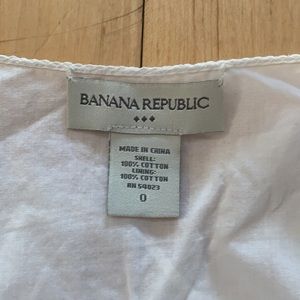 BANANA REPUBLIC
MADE IN CHINA
SHELL:
100% COTTON
LINING:
100% COTTON
RN 54023
0